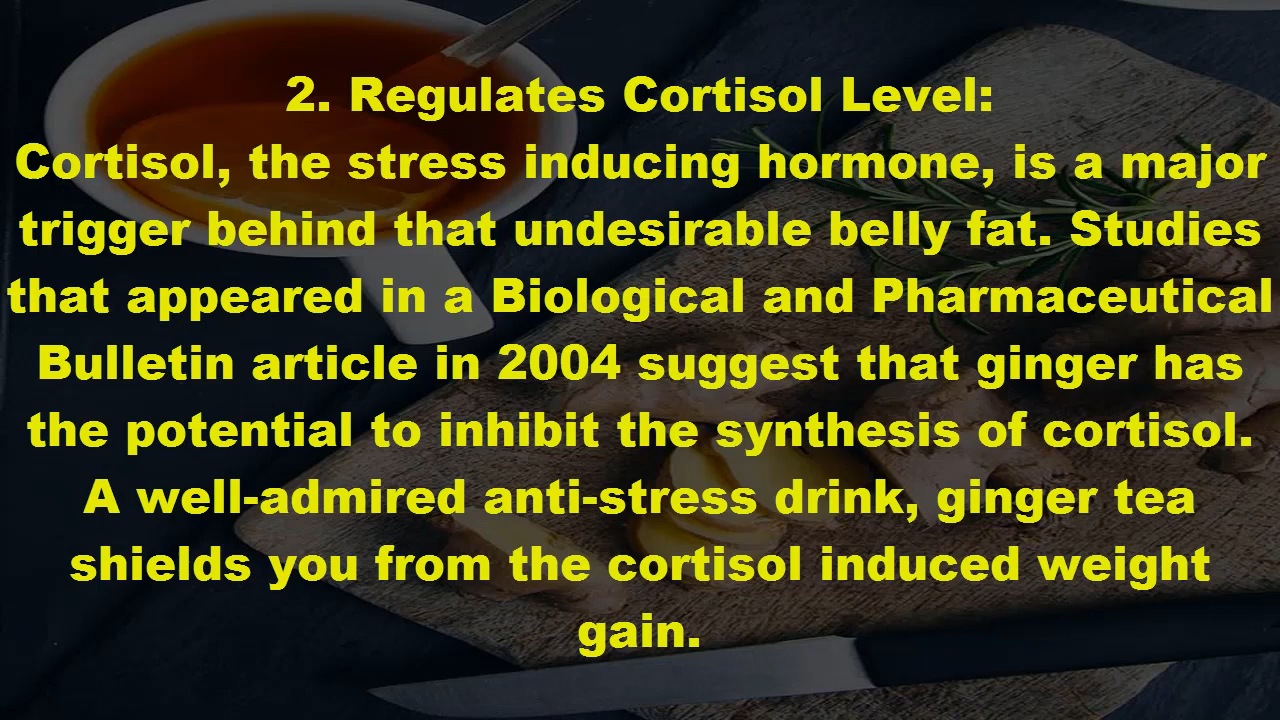 2. Regulates Cortisol Level:
Cortisol, the stress inducing hormone, is a major
trigger behind that undesirable belly fat. Studies
that appeared in a Biological and Pharmaceutical
Bulletin article in 2004 suggest that ginger has
the potential to inhibit the synthesis of cortisol.
A well-admired anti-stress drink, ginger tea
shields you from the cortisol induced weight
gain.